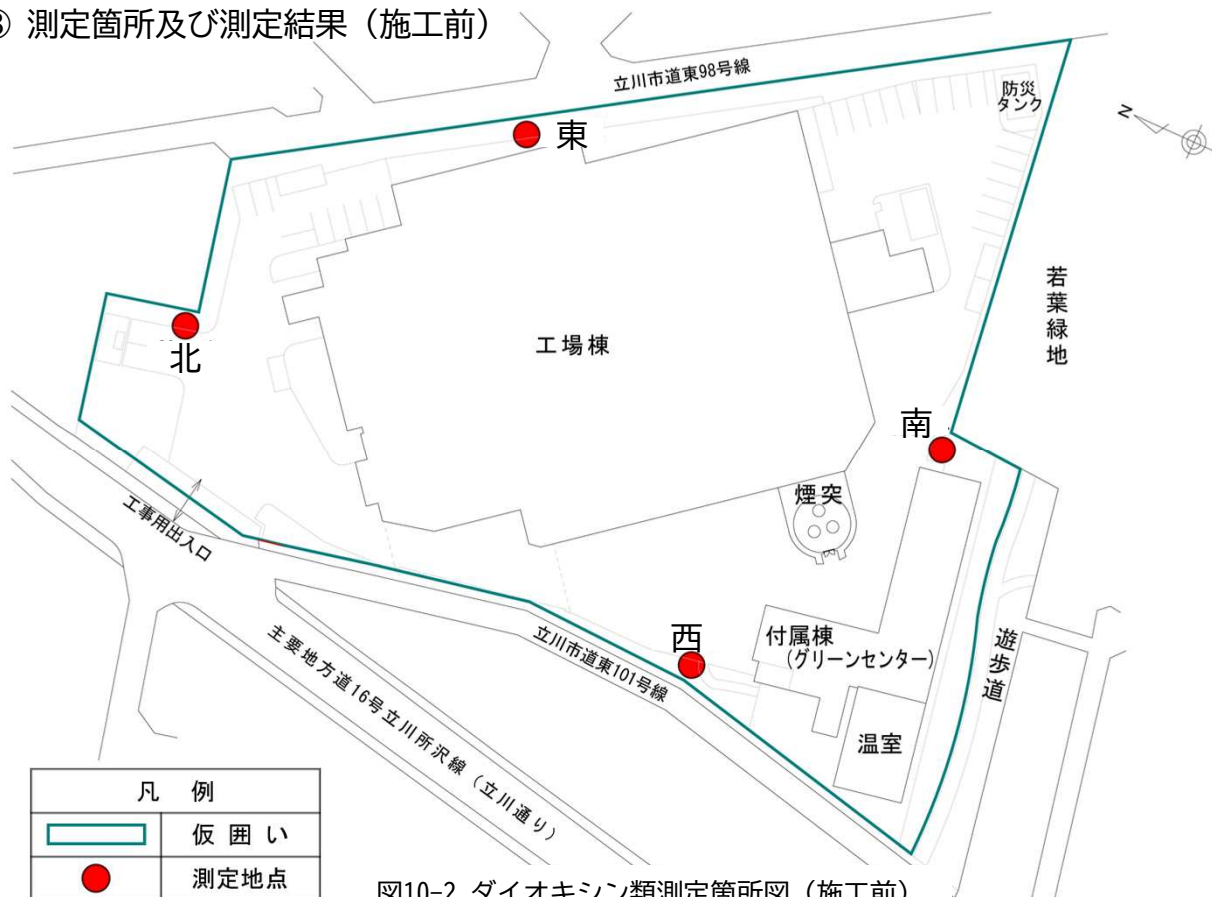 測定箇所及び測定結果（施工前）
立川市道東98号線
防災
タンク
N
東
若葉緑地
工場棟
北
南
煙突
工事用出入口
西
付属棟
（グリーンセンター）
遊歩道
立川市道東101号線
主要地方道16号立川所沢線（立川通り）
温室
凡 例
仮 囲 い
測定地点
図10-2 ダイオキシン類測定箇所図（施工前）